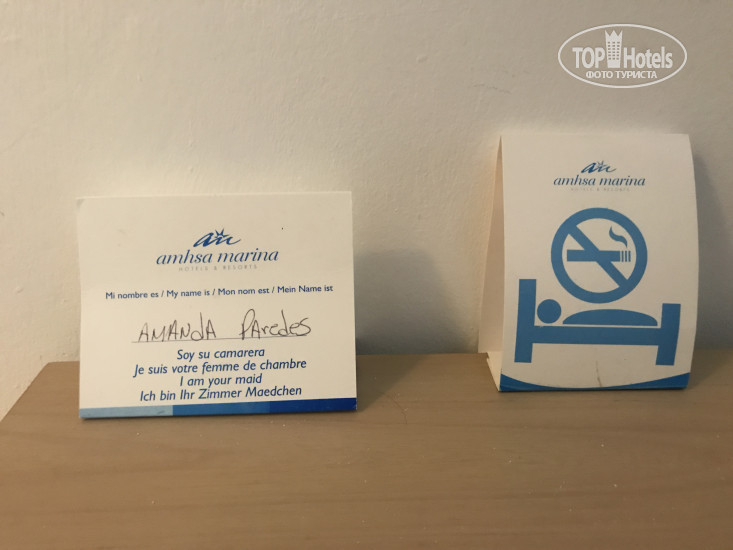 TOP Hotels
ФОТО ТУРИСТА
amhsa marina
HOTELS & RESORTS
Mi nombre es / My name is / Mon nom est / Mein Name ist
AMANdA PAredes
Soy su camarera
Je suis votre femme de chambre
I am your maid
Ich bin Ihr Zimmer Maedchen
amhsa marina
HOTELS & RESORTS